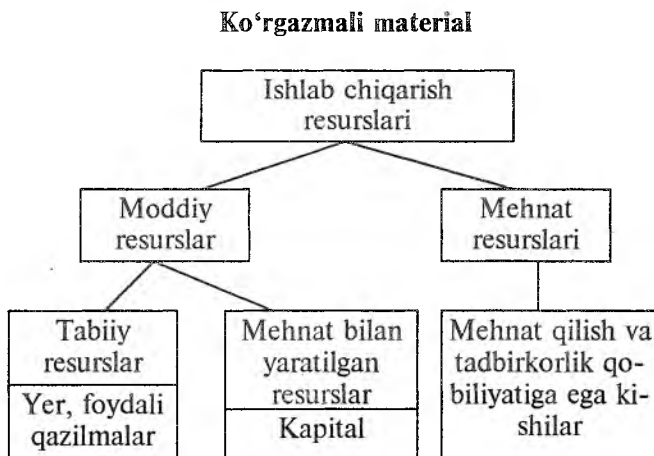 Ko‘rgazmali material
Ishlab chiqarish
resurslari
Moddiy
resurslar
Mehnat
resurslari
Tabiiy
resurslar
Yer, foydali
qazilmalar
Mehnat bilan
yaratilgan
resurslar
Kapital
Mehnat qilish va
tadbirkorlik qo-
biliyatiga ega ki-
shilar